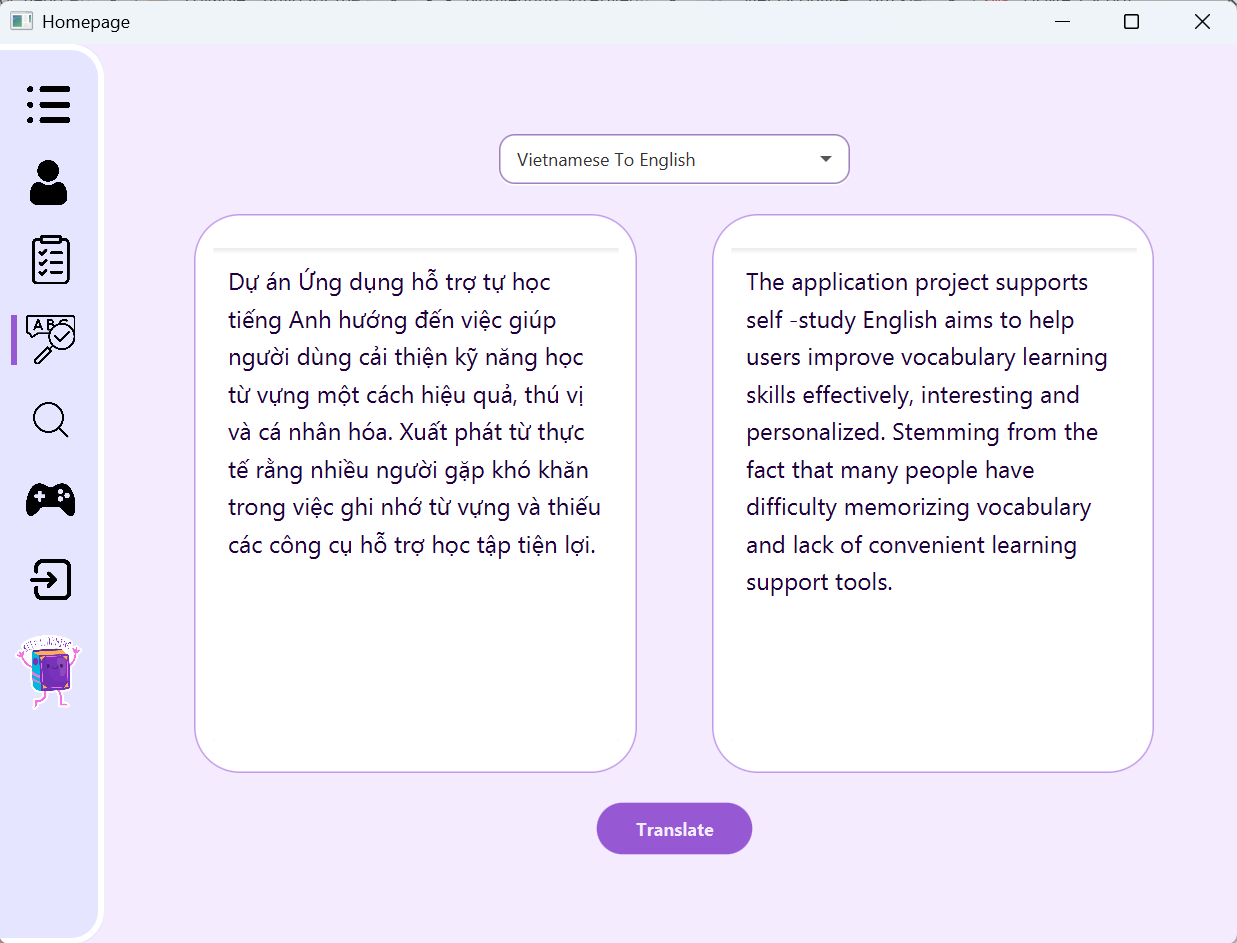 Homepage
Vietnamese To English
Dự án Ứng dụng hỗ trợ tự học
tiếng Anh hướng đến việc giúp
người dùng cải thiện kỹ năng học
từ vựng một cách hiệu quả, thú vị
và cá nhân hóa. Xuất phát từ thực
tế rằng nhiều người gặp khó khăn
trong việc ghi nhớ từ vựng và thiếu
các công cụ hỗ trợ học tập tiện lợi.
The application project supports
self -study English aims to help
users improve vocabulary learning
skills effectively, interesting and
personalized. Stemming from the
fact that many people have
difficulty memorizing vocabulary
and lack of convenient learning
support tools.
Translate